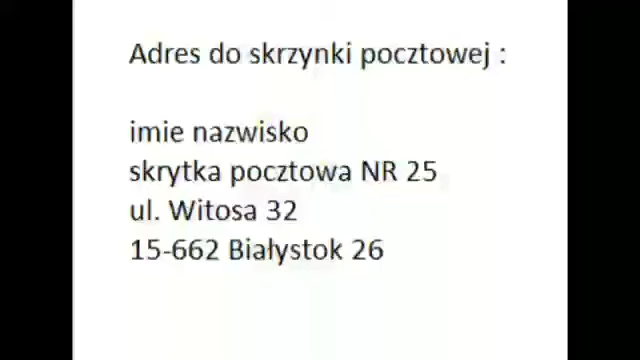 Adres do skrzynki pocztowej :
imie nazwisko
skrytka pocztowa NR 25
ul. Witosa 32
15-662 Białystok 26